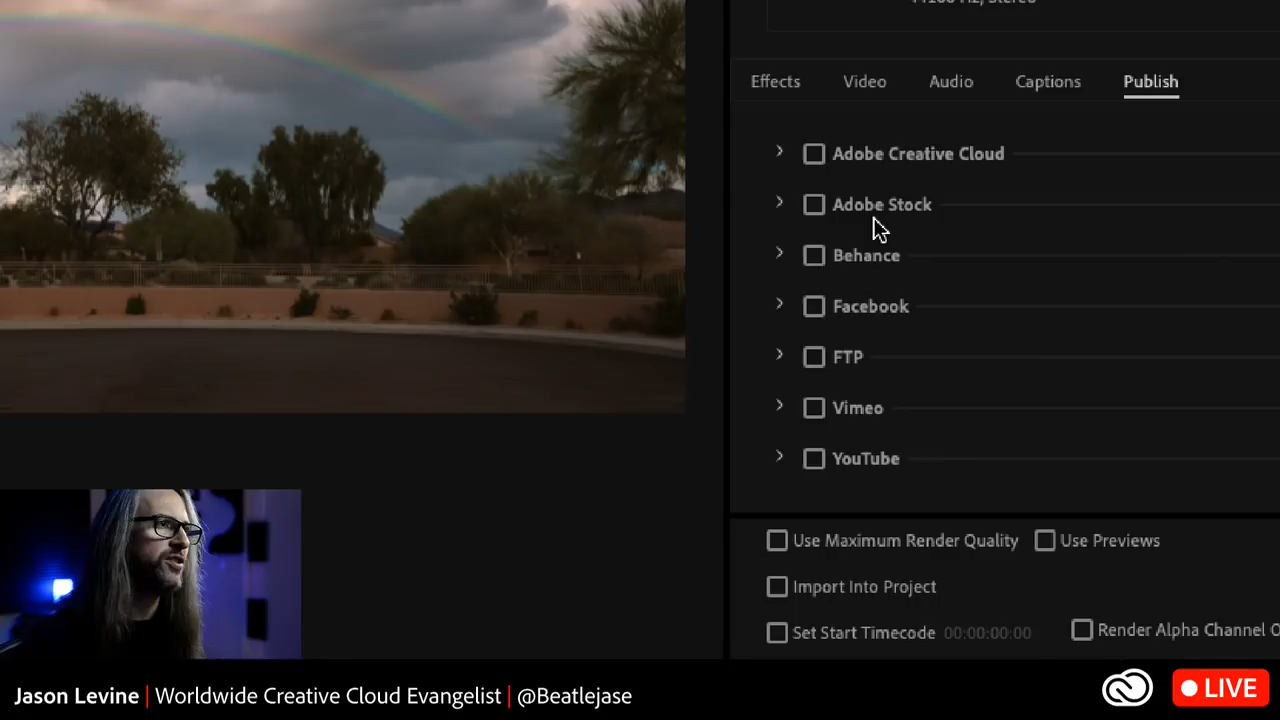 Effects Video Audio Captions Publish
Adobe Creative Cloud
Adobe Stock
Behance
Facebook
FTP
Vimeo
YouTube
Use Maximum Render Quality Use Previews
Import Into Project
Set Start Timecode 00:00:00:00 Render Alpha Channel O
Jason Levine | Worldwide Creative Cloud Evangelist | @Beatlejase
LIVE